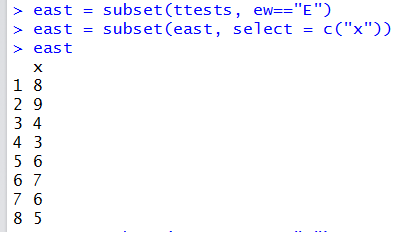 > east = subset(ttests, ew=="E")
> east = subset(east, select = c("x"))
> east
  x
1 8
2 9
3 4
4 3
5 6
6 7
7 6
8 5